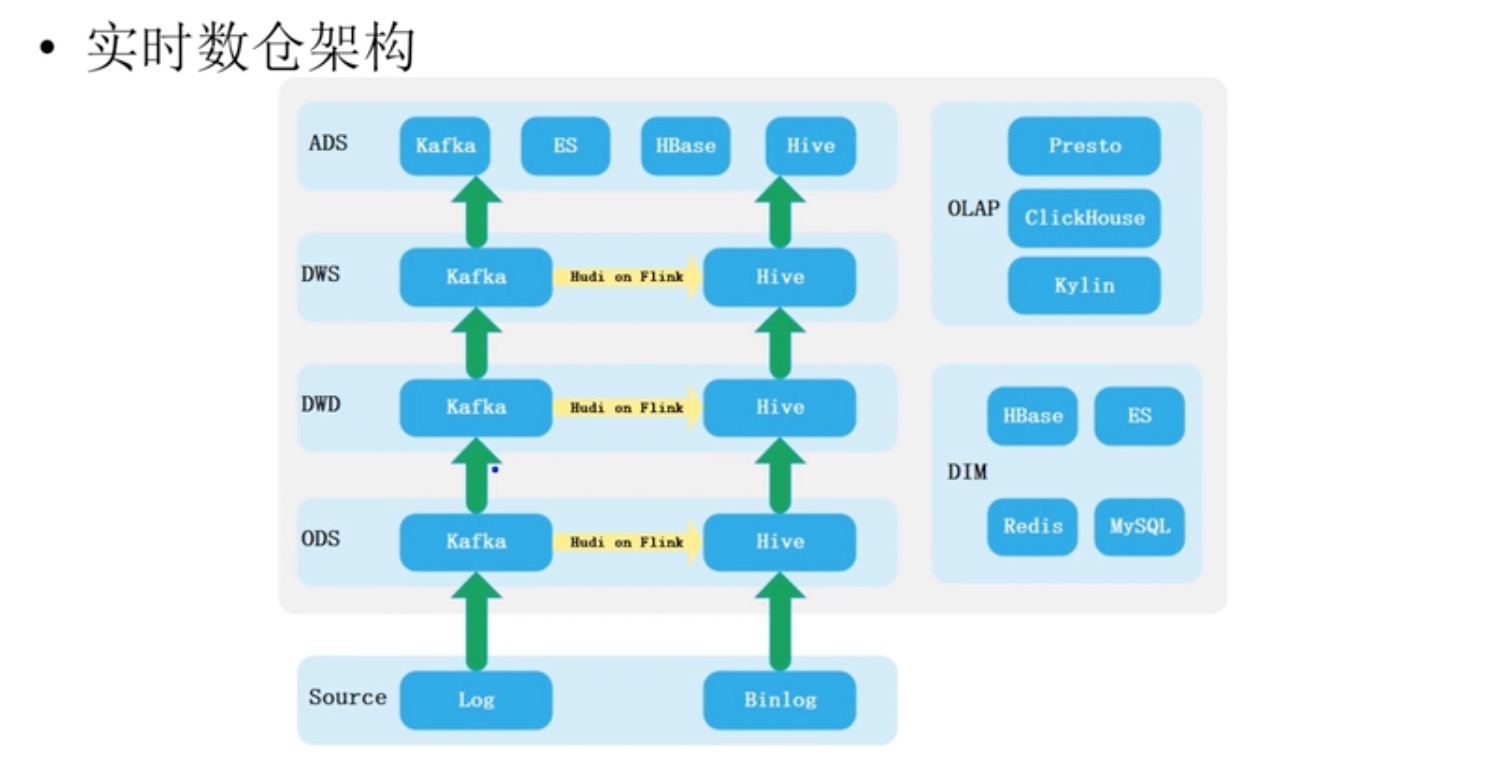 • 实时数仓架构
ADS Kafka ES HBase Hive
DWS Kafka Hudi on Flink Hive
DWD Kafka Hudi on Flink Hive
ODS Kafka Hudi on Flink Hive
Source Log Binlog
Presto
OLAP ClickHouse
Kylin
HBase ES
DIM
Redis MySQL